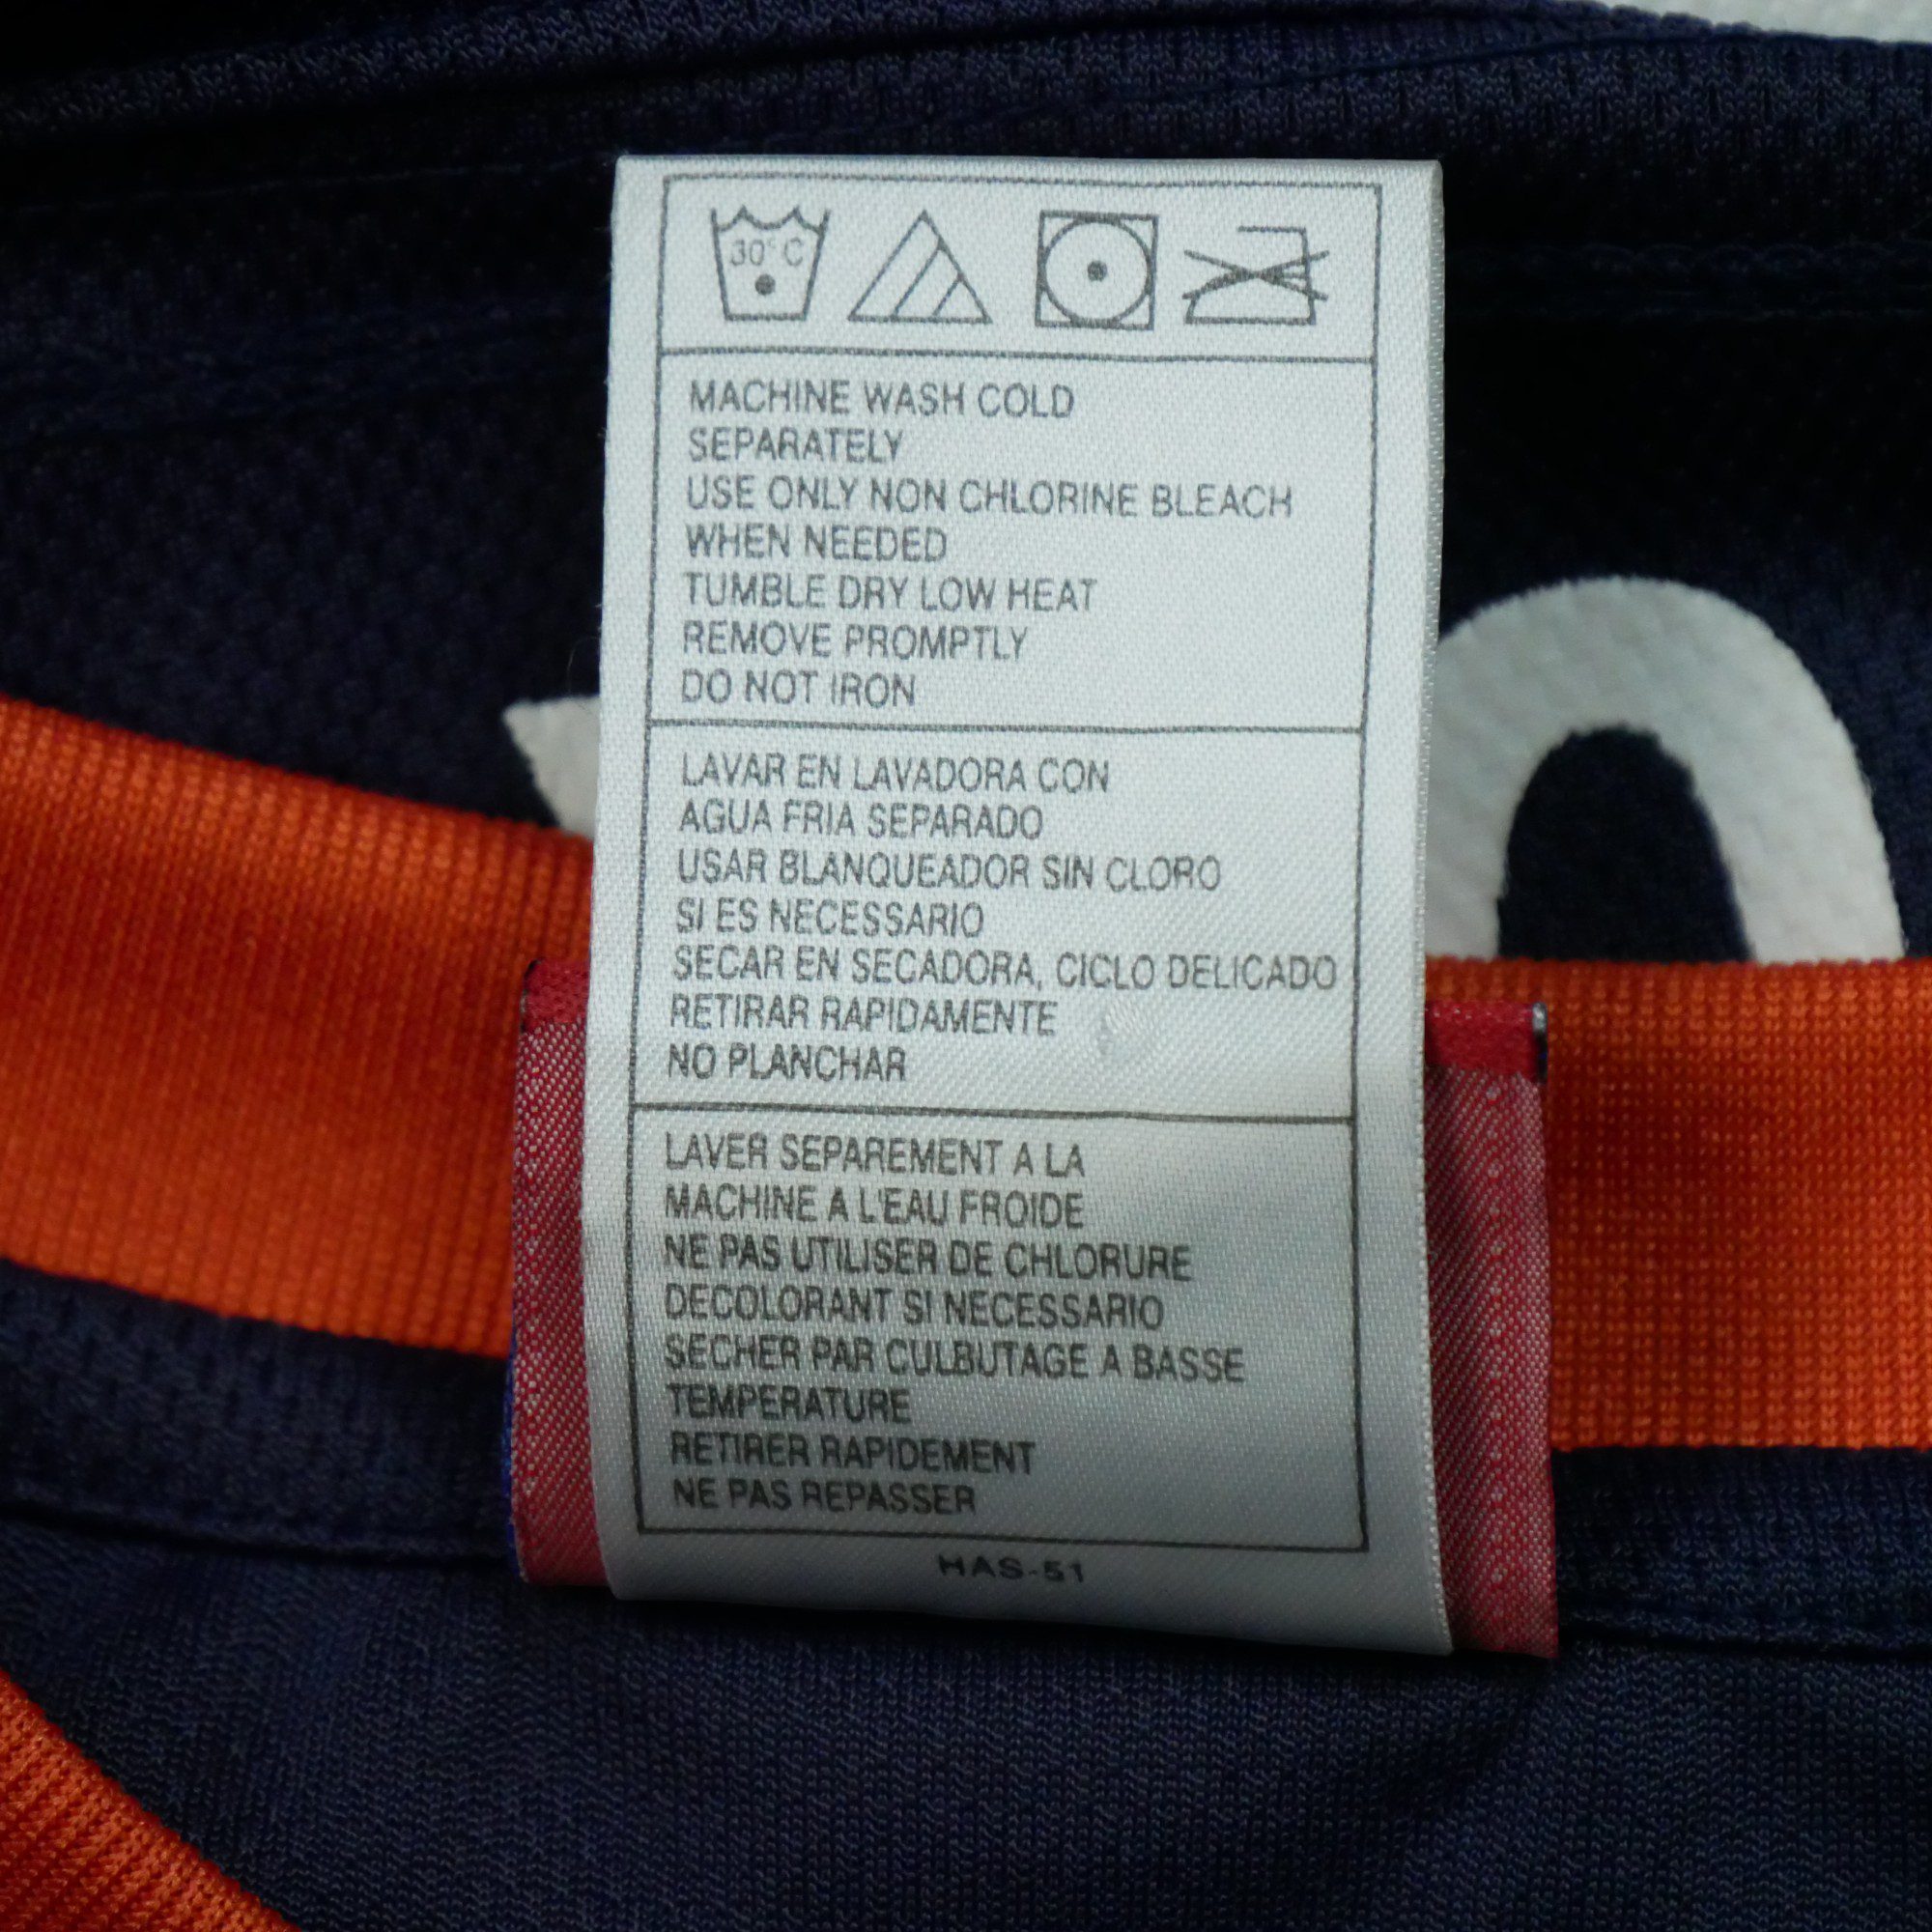 30°C
MACHINE WASH COLD
SEPARATELY
USE ONLY NON CHLORINE BLEACH
WHEN NEEDED
TUMBLE DRY LOW HEAT
REMOVE PROMPTLY
DO NOT IRON
LAVAR EN LAVADORA CON
AGUA FRIA SEPARADO
USAR BLANQUEADOR SIN CLORO
SI ES NECESSARIO
SECAR EN SECADORA, CICLO DELICADO
RETIRAR RAPIDAMENTE
NO PLANCHAR
LAVER SEPAREMENT A LA
MACHINE A L'EAU FROIDE
NE PAS UTILISER DE CHLORURE
DECOLORANT SI NECESSARIO
SECHER PAR CULBUTAGE A BASSE
TEMPERATURE
RETIRER RAPIDEMENT
NE PAS REPASSER
HAS-51